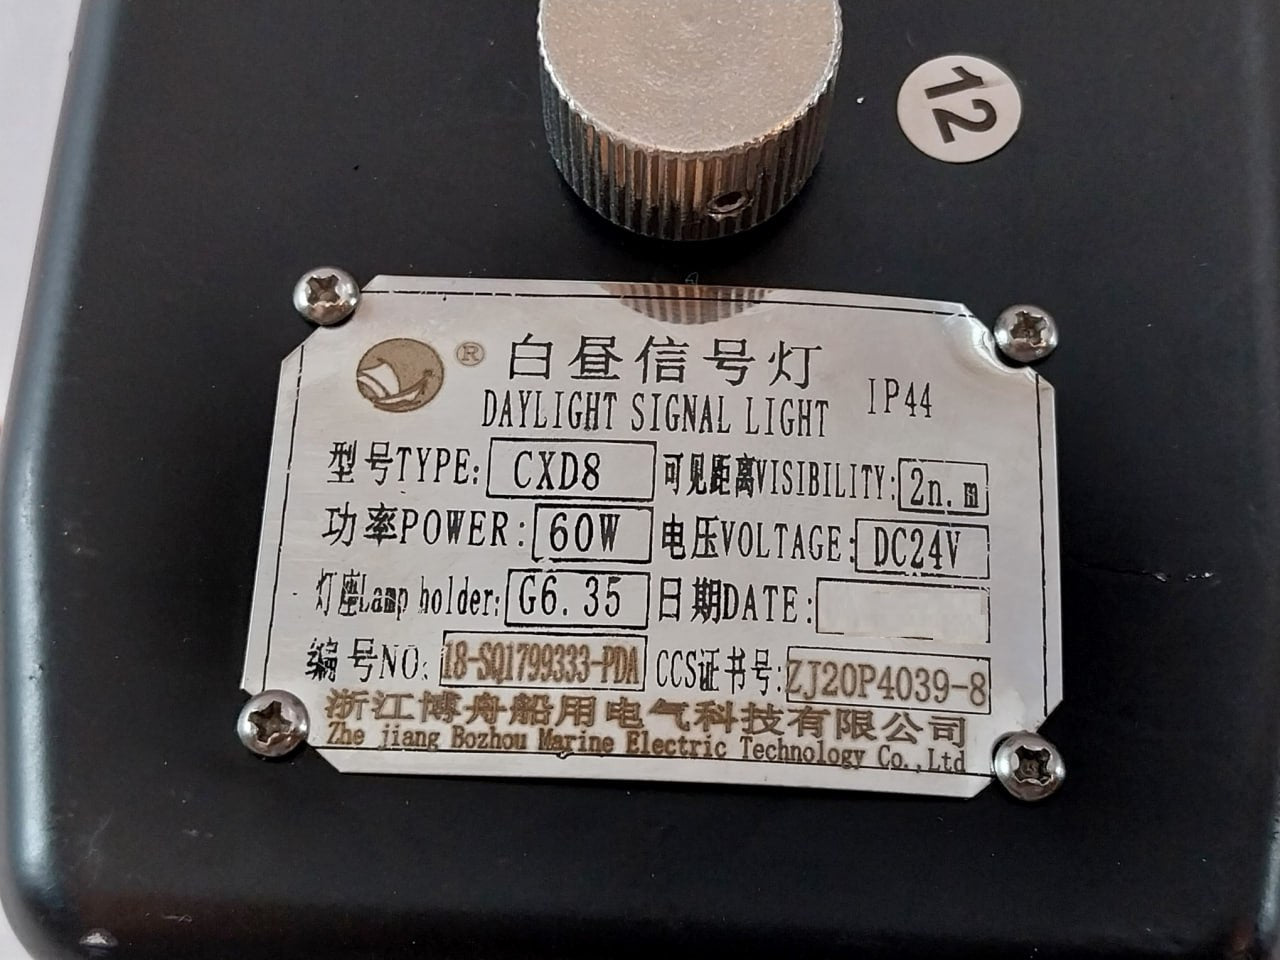 12
® 白昼信号灯
DAYLIGHT SIGNAL LIGHT IP44
型号TYPE: CXD8 可见距离VISIBILITY: 2n.m
功率POWER: 60W 电压VOLTAGE: DC24V
灯座Lamp holder: G6.35 日期DATE:
编号NO: 18-SQ1799333-PDA CCS证书号: ZJ20P4039-8
浙江博舟船用电气科技有限公司
Zhe jiang Bozhou Marine Electric Technology Co.,Ltd